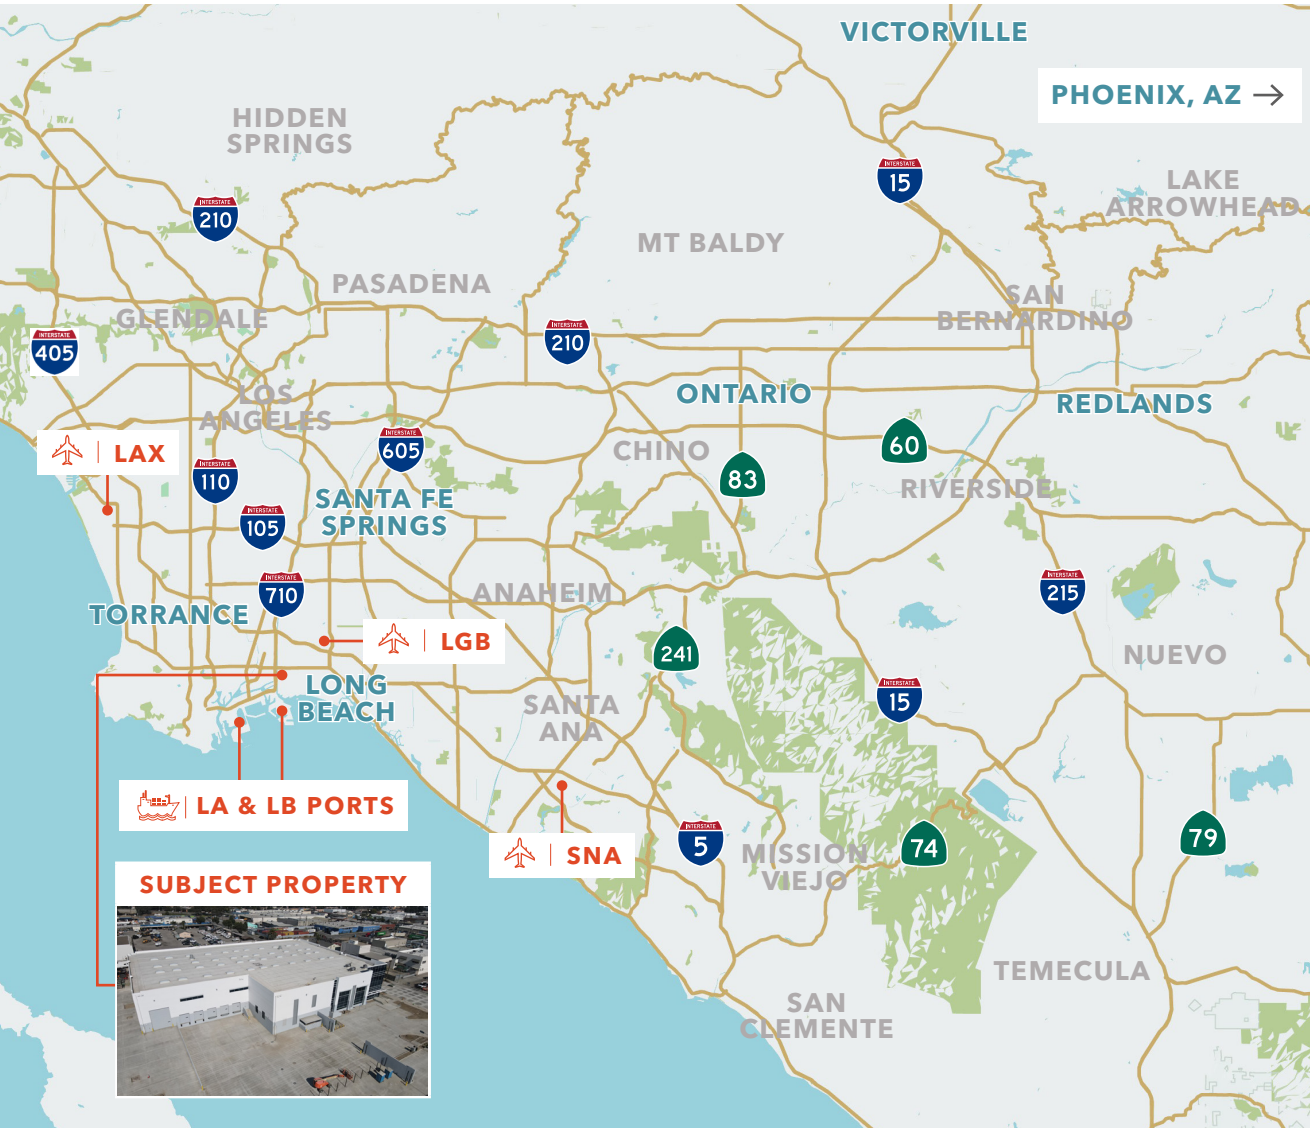 VICTORVILLE
PHOENIX, AZ →
HIDDEN
SPRINGS
INTERSTATE
15
LAKE
ARROWHEAD
INTERSTATE
210
MT BALDY
PASADENA
SAN
BERNARDINO
GLENDALE
INTERSTATE
405
INTERSTATE
210
LOS
ANGELES
ONTARIO
REDLANDS
LAX
INTERSTATE
605
CHINO
60
INTERSTATE
110
83
RIVERSIDE
SANTA FE
SPRINGS
INTERSTATE
105
INTERSTATE
710
ANAHEIM
INTERSTATE
215
TORRANCE
LGB
241
NUEVO
LONG
BEACH
SANTA
ANA
INTERSTATE
15
LA & LB PORTS
SNA
INTERSTATE
5
MISSION
VIEJO
74
79
SUBJECT PROPERTY
TEMECULA
SAN
CLEMENTE